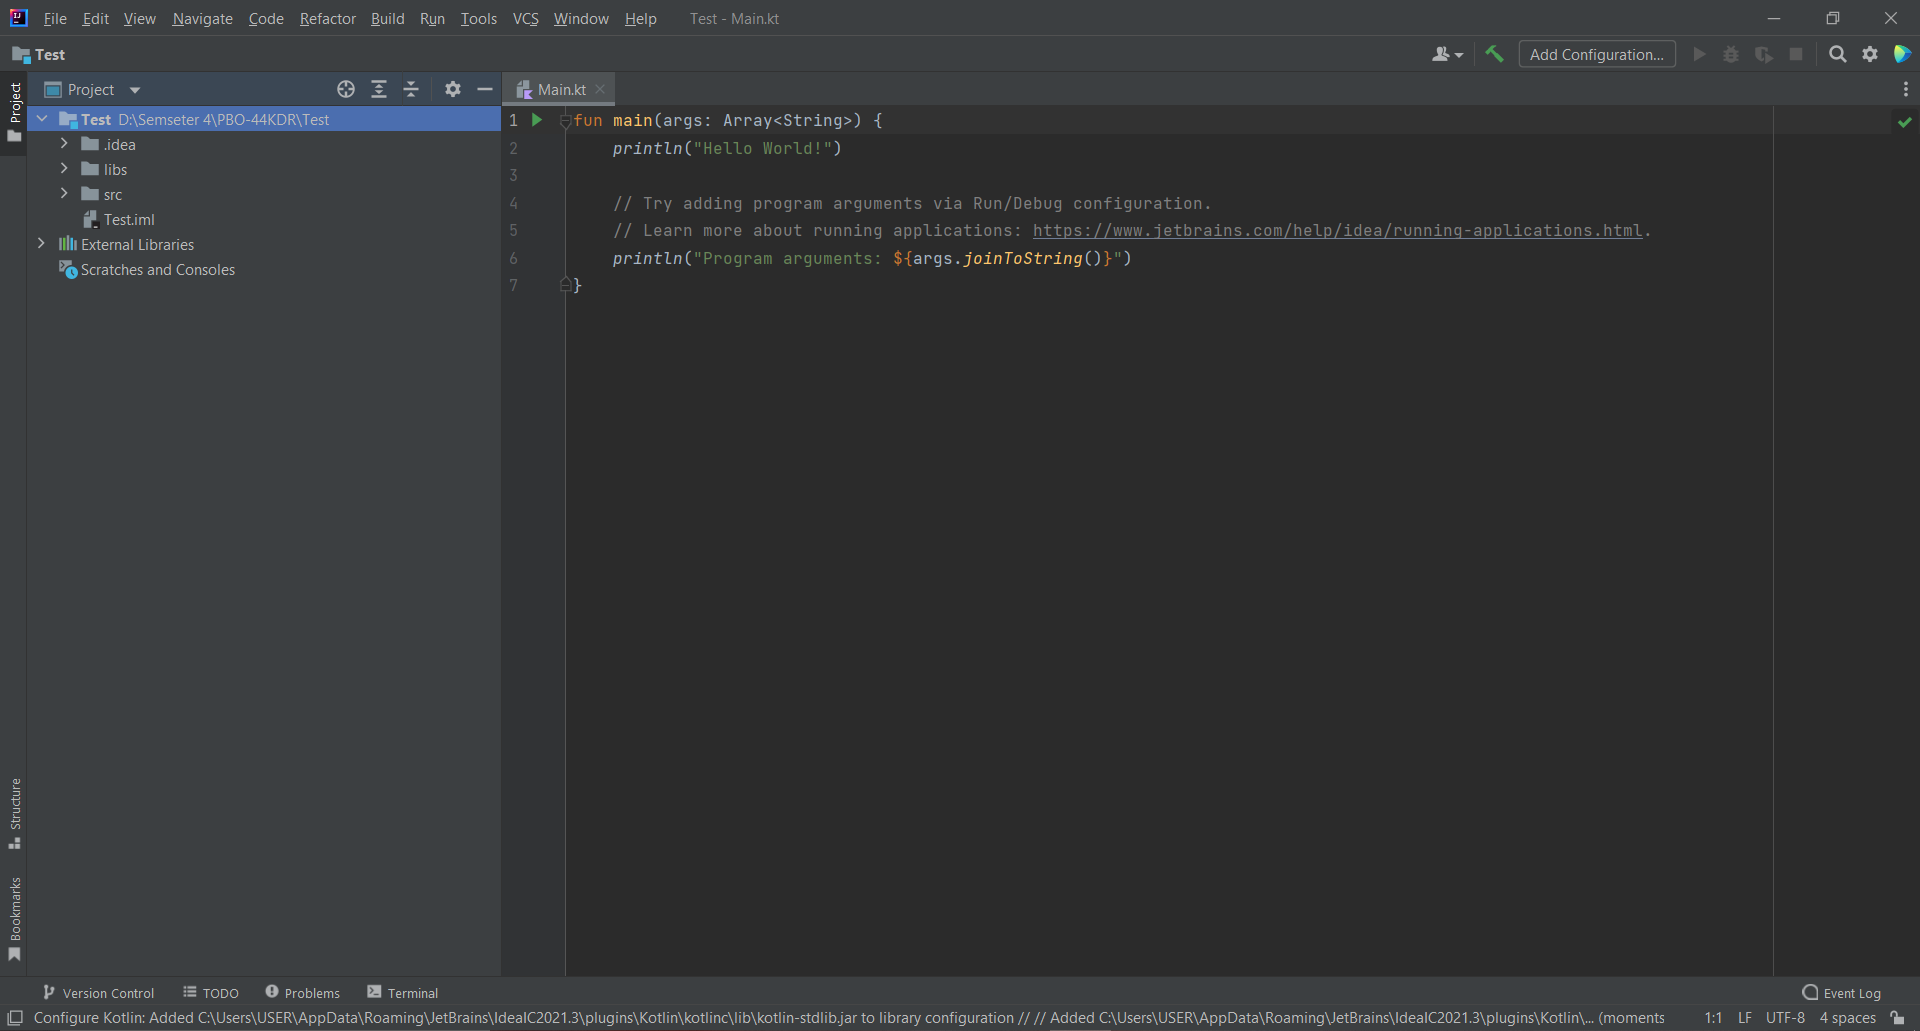 File Edit View Navigate Code Refactor Build Run Tools VCS Window Help Test - Main.kt
Test
Add Configuration...
Project
Project
Main.kt
Test D:\Semseter 4\PBO-44KDR\Test
.idea
libs
src
Test.iml
External Libraries
Scratches and Consoles
1 fun main(args: Array<String>) {
2 println("Hello World!")
3
4 // Try adding program arguments via Run/Debug configuration.
5 // Learn more about running applications: https://www.jetbrains.com/help/idea/running-applications.html.
6 println("Program arguments: ${args.joinToString()}")
7 }
Structure
Bookmarks
Version Control TODO Problems Terminal Event Log
Configure Kotlin: Added C:\Users\USER\AppData\Roaming\JetBrains\IdeaIC2021.3\plugins\Kotlin\kotlinc\lib\kotlin-stdlib.jar to library configuration // // Added C:\Users\USER\AppData\Roaming\JetBrains\IdeaIC2021.3\plugins\Kotlin\... (moments 1:1 LF UTF-8 4 spaces